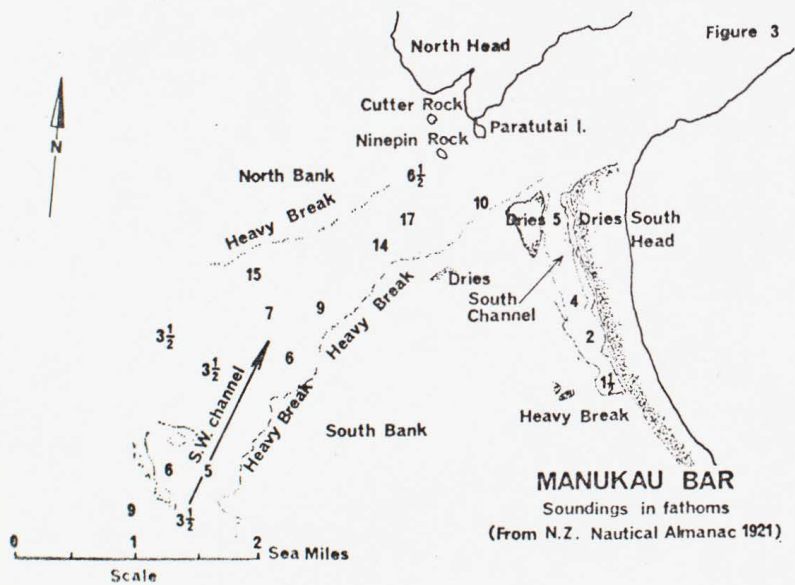 Figure 3
North Head
Cutter Rock
Paratutai I.
Ninepin Rock
N
North Bank
6½
Heavy Break
10
17
Dries
5
Dries
South
Head
14
15
Dries
South
Channel
7
9
4
Heavy Break
3½
2
6
3½
1½
S.W. channel
Heavy Break
Heavy Break
South Bank
6
5
MANUKAU BAR
9
3½
Soundings in fathoms
(From N.Z. Nautical Almanac 1921)
0 1 2 Sea Miles
Scale